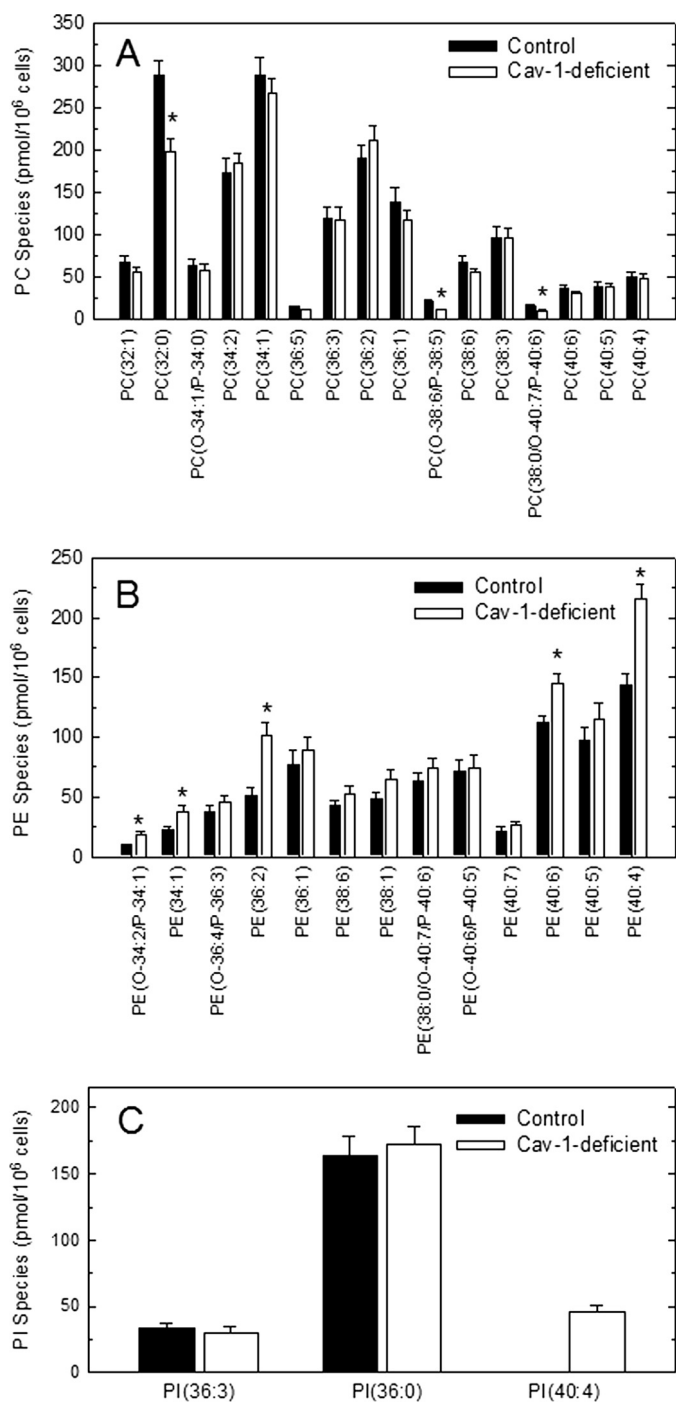 A
Control
Cav-1-deficient
PC Species (pmol/10⁶ cells)
350
300
250
200
150
100
50
0
*
*
*
PC(32:1)
PC(32:0)
PC(O-34:1/P-34:0)
PC(34:2)
PC(34:1)
PC(36:5)
PC(36:3)
PC(36:2)
PC(36:1)
PC(O-38:6/P-38:5)
PC(38:6)
PC(38:3)
PC(38:0/O-40:7/P-40:6)
PC(40:6)
PC(40:5)
PC(40:4)
B
Control
Cav-1-deficient
PE Species (pmol/10⁶ cells)
250
200
150
100
50
0
*
*
*
*
*
PE(O-34:2/P-34:1)
PE(34:1)
PE(O-36:4/P-36:3)
PE(36:2)
PE(36:1)
PE(38:6)
PE(38:1)
PE(38:0/O-40:7/P-40:6)
PE(O-40:6/P-40:5)
PE(40:7)
PE(40:6)
PE(40:5)
PE(40:4)
C
Control
Cav-1-deficient
PI Species (pmol/10⁶ cells)
200
150
100
50
0
PI(36:3)
PI(36:0)
PI(40:4)